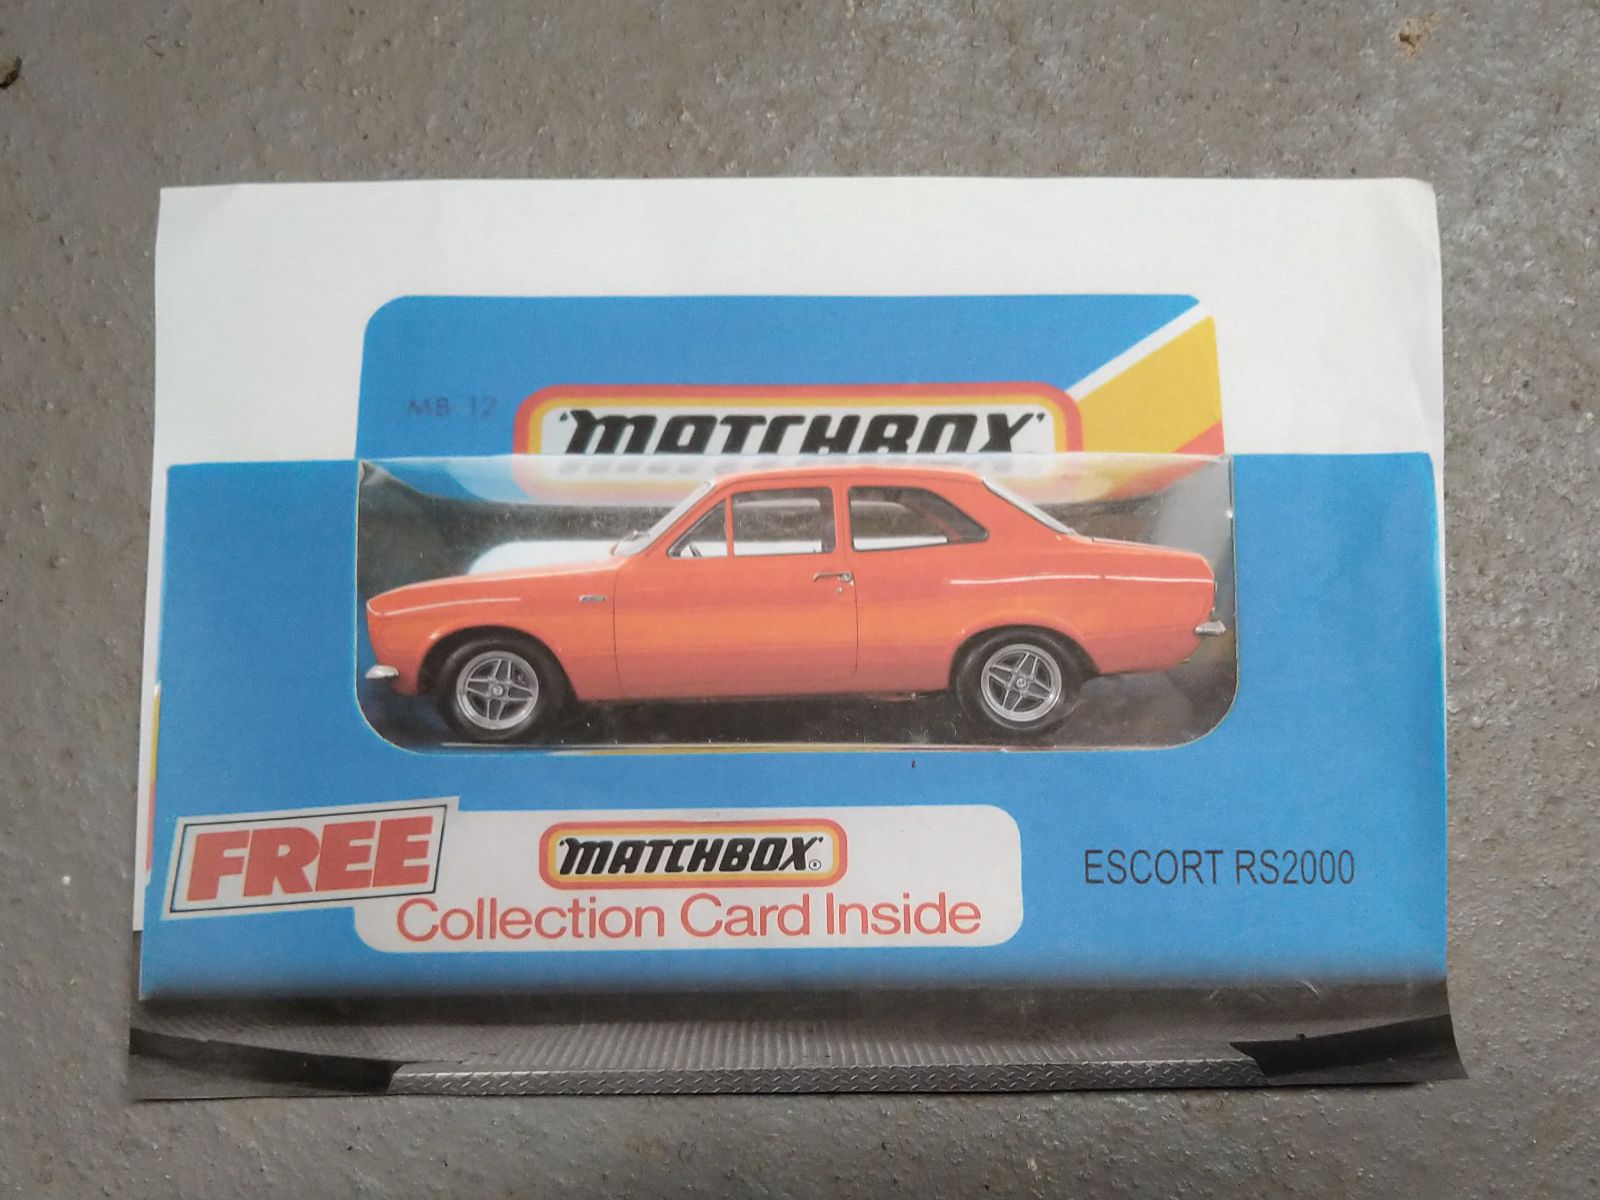 MB 12
'MATCHBOX'
FREE
'MATCHBOX'®
Collection Card Inside
ESCORT RS2000